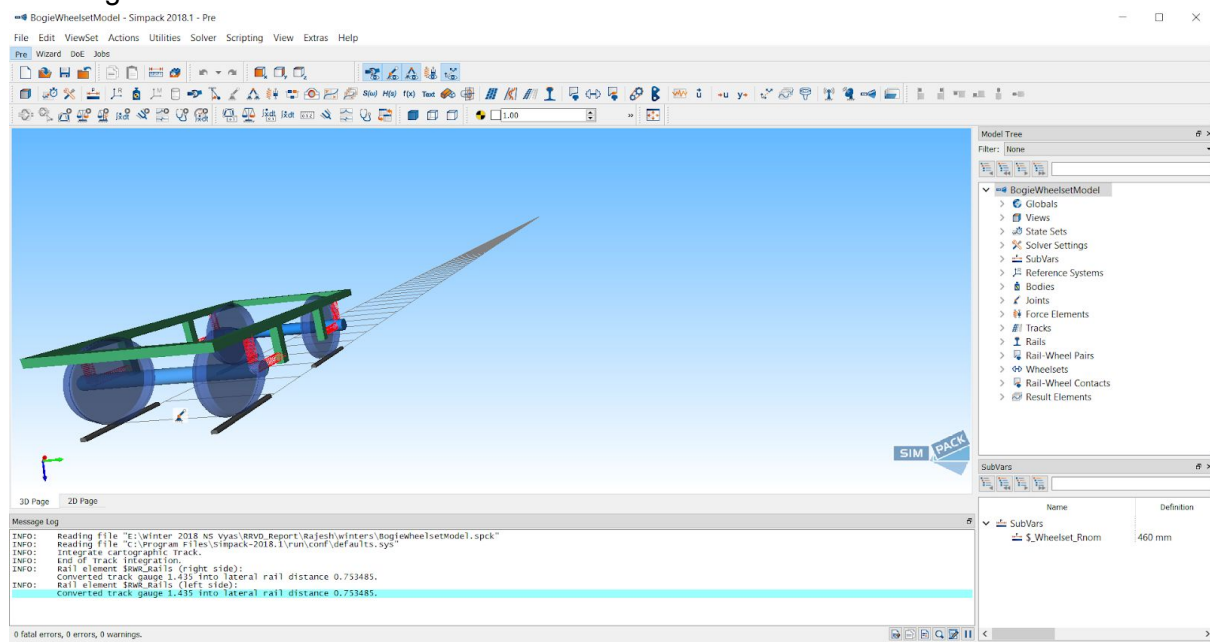 BogieWheelsetModel - Simpack 2018.1 - Pre
File Edit ViewSet Actions Utilities Solver Scripting View Extras Help
Pre Wizard DoE Jobs
S(ω) H(s) f(x) Text
1.00
Model Tree
Filter: None
BogieWheelsetModel
Globals
Views
State Sets
Solver Settings
SubVars
Reference Systems
Bodies
Joints
Force Elements
Tracks
Rails
Rail-Wheel Pairs
Wheelsets
Rail-Wheel Contacts
Result Elements
SIMPACK
3D Page 2D Page
SubVars
Name Definition
SubVars
$_Wheelset_Rnom 460 mm
Message Log
INFO: Reading file "E:\Winter 2018 NS Vyas\RRVD_Report\Rajesh\winters\BogieWheelsetModel.spck"
INFO: Reading file "C:\Program Files\Simpack-2018.1\run\conf\defaults.sys"
INFO: Integrate cartographic Track.
INFO: End of Track integration.
INFO: Rail element $RWR_Rails (right side):
Converted track gauge 1.435 into lateral rail distance 0.753485.
INFO: Rail element $RWR_Rails (left side):
Converted track gauge 1.435 into lateral rail distance 0.753485.
0 fatal errors, 0 errors, 0 warnings.